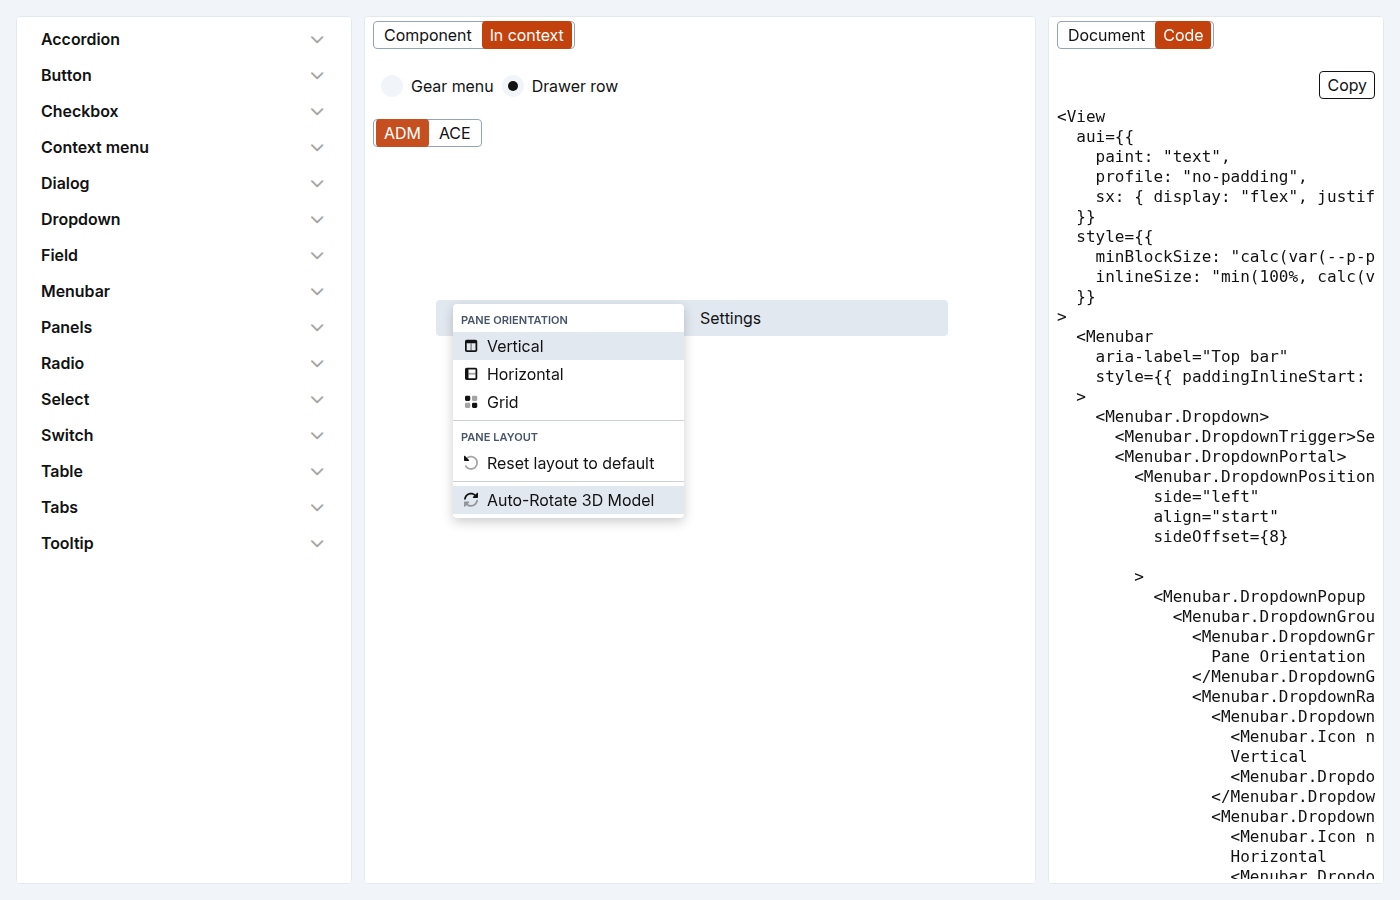 Accordion
Button
Checkbox
Context menu
Dialog
Dropdown
Field
Menubar
Panels
Radio
Select
Switch
Table
Tabs
Tooltip
Component In context
Gear menu Drawer row
ADM ACE
Settings
PANE ORIENTATION
Vertical
Horizontal
Grid
PANE LAYOUT
Reset layout to default
Auto-Rotate 3D Model
Document Code
Copy
<View
aui={{
paint: "text",
profile: "no-padding",
sx: { display: "flex", justif
}}
style={{
minBlockSize: "calc(var(--p-p
inlineSize: "min(100%, calc(v
}}
>
<Menubar
aria-label="Top bar"
style={{ paddingInlineStart:
>
<Menubar.Dropdown>
<Menubar.DropdownTrigger>Se
<Menubar.DropdownPortal>
<Menubar.DropdownPosition
side="left"
align="start"
sideOffset={8}
>
<Menubar.DropdownPopup
<Menubar.DropdownGrou
<Menubar.DropdownGr
Pane Orientation
</Menubar.DropdownG
<Menubar.DropdownRa
<Menubar.Dropdown
<Menubar.Icon n
Vertical
<Menubar.Dropdo
</Menubar.Dropdow
<Menubar.Dropdown
<Menubar.Icon n
Horizontal
<Menubar.Dropdo